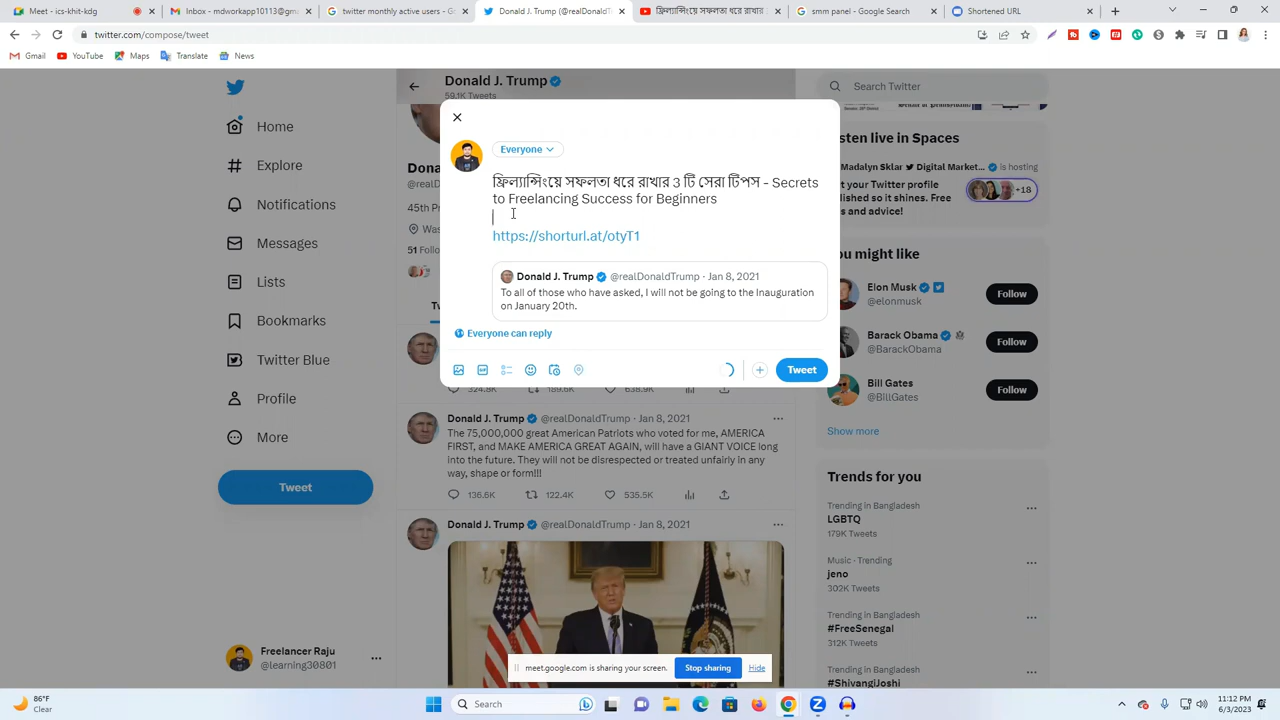 Meet – kch-knit-kgd
Inbox - mdworkapp10113@gm
twitter monthly active users - G
Donald J. Trump (@realDonaldT
ফ্রিল্যান্সিংয়ে সফলতা ধরে রাখার
smm panel - Google Search
Shortened URL
twitter.com/compose/tweet
Gmail
YouTube
Maps
Translate
News
Donald J. Trump
59.1K Tweets
Search Twitter
Home
Explore
Notifications
Messages
Lists
Bookmarks
Twitter Blue
Profile
More
Tweet
Freelancer Raju
@learning30801
Everyone
ফ্রিল্যান্সিংয়ে সফলতা ধরে রাখার 3 টি সেরা টিপস - Secrets
to Freelancing Success for Beginners
https://shorturl.at/otyT1
Donald J. Trump @realDonaldTrump · Jan 8, 2021
To all of those who have asked, I will not be going to the Inauguration
on January 20th.
Everyone can reply
Tweet
Dona
@realD
45th P
Was
51 Follo
Tw
324.8K
189.6K
638.9K
Donald J. Trump @realDonaldTrump · Jan 8, 2021
The 75,000,000 great American Patriots who voted for me, AMERICA
FIRST, and MAKE AMERICA GREAT AGAIN, will have a GIANT VOICE long
into the future. They will not be disrespected or treated unfairly in any
way, shape or form!!!
136.6K
122.4K
535.5K
Donald J. Trump @realDonaldTrump · Jan 8, 2021
sten live in Spaces
Madalyn Sklar Digital Market... is hosting
t your Twitter profile
blished so it shines. Free
s and advice!
+18
ou might like
Elon Musk
@elonmusk
Follow
Barack Obama
@BarackObama
Follow
Bill Gates
@BillGates
Follow
Show more
Trends for you
Trending in Bangladesh
LGBTQ
179K Tweets
Music · Trending
jeno
302K Tweets
Trending in Bangladesh
#FreeSenegal
312K Tweets
Trending in Bangladesh
#ShivangiJoshi
meet.google.com is sharing your screen.
Stop sharing
Hide
86°F
Clear
Search
11:12 PM
6/3/2023